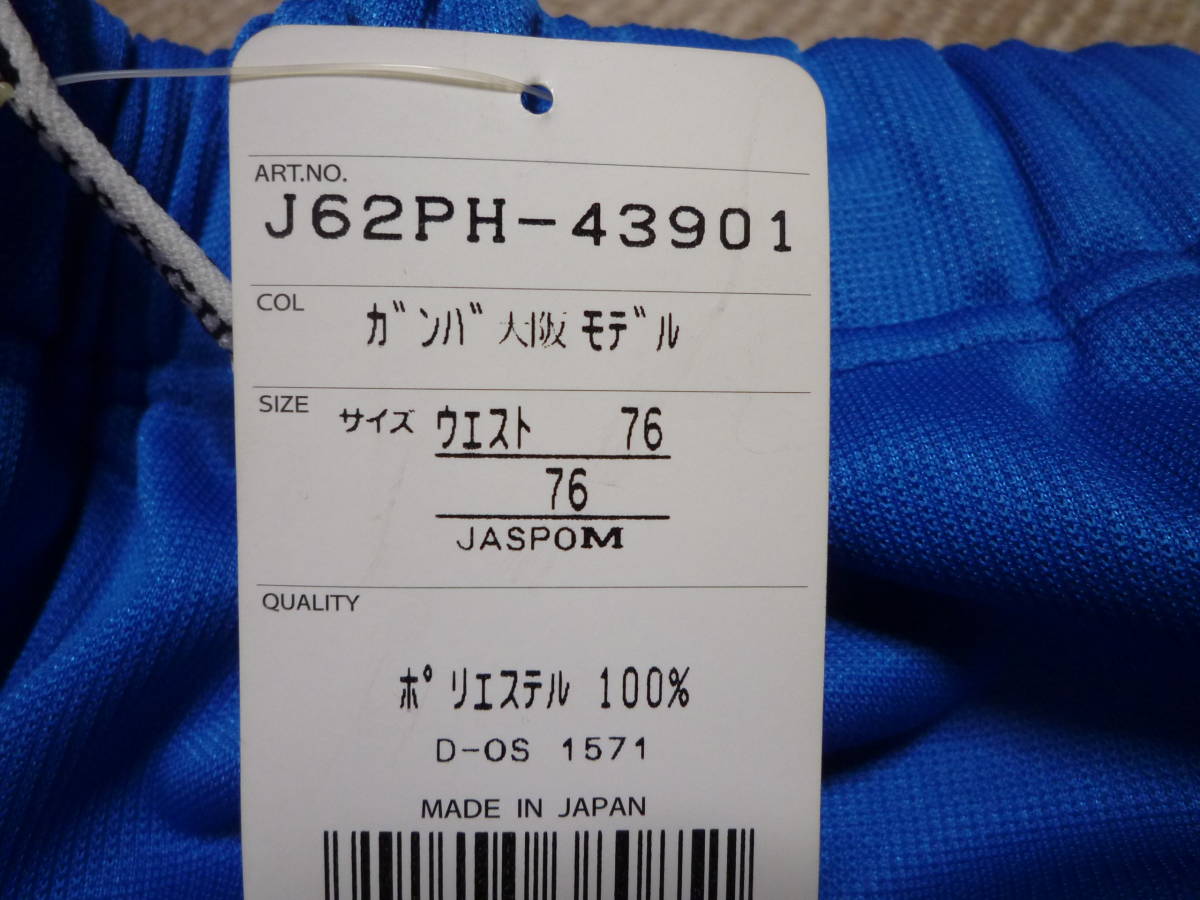 ART.NO.
J62PH-43901
COL
ガンバ大阪モデル
SIZE サイズ ウエスト 76
76
JASPOM
QUALITY
ポリエステル 100%
D-OS 1571
MADE IN JAPAN